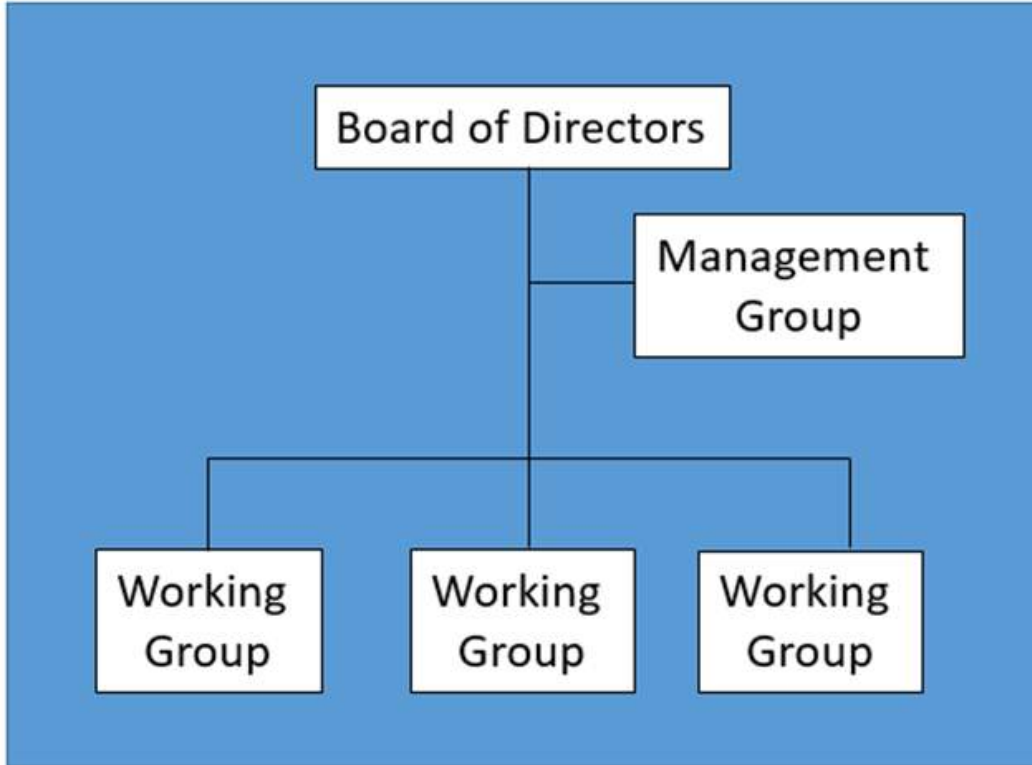 Board of Directors
Management
Group
Working
Group
Working
Group
Working
Group